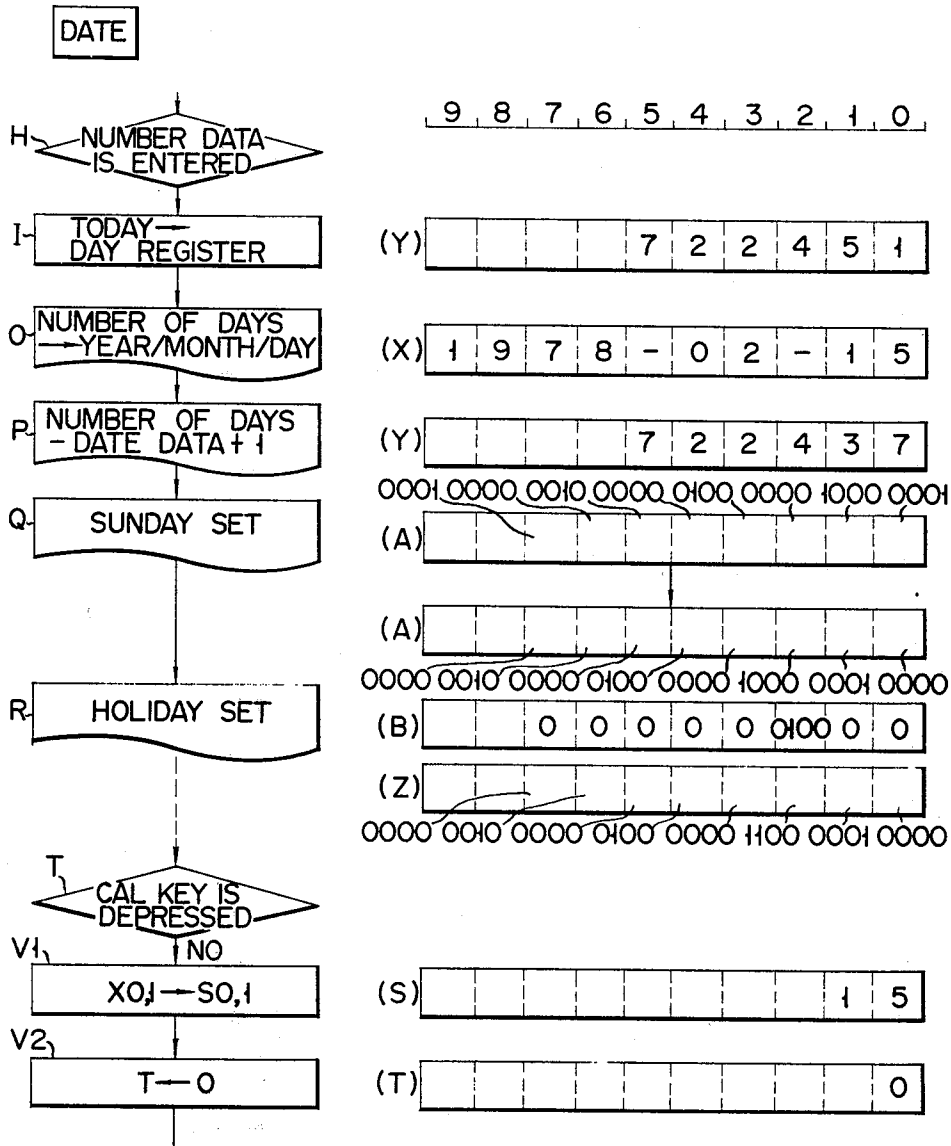 DATE
9 8 7 6 5 4 3 2 1 0
H NUMBER DATA
IS ENTERED
I TODAY →
DAY REGISTER
(Y) 7 2 2 4 5 1
O NUMBER OF DAYS
→ YEAR/MONTH/DAY
(X) 1 9 7 8 - 0 2 - 1 5
P NUMBER OF DAYS
- DATE DATA + 1
(Y) 7 2 2 4 3 7
0001 0000 0010 0000 0100 0000 1000 0001
Q SUNDAY SET
(A)
(A)
0000 0010 0000 0100 0000 1000 0001 0000
R HOLIDAY SET
(B) 0 0 0 0 0 0100 0 0
(Z)
0000 0010 0000 0100 0000 1100 0001 0000
T CAL KEY IS
DEPRESSED
NO
V1 X0,1 → S0,1
(S) 1 5
V2 T ← 0
(T) 0